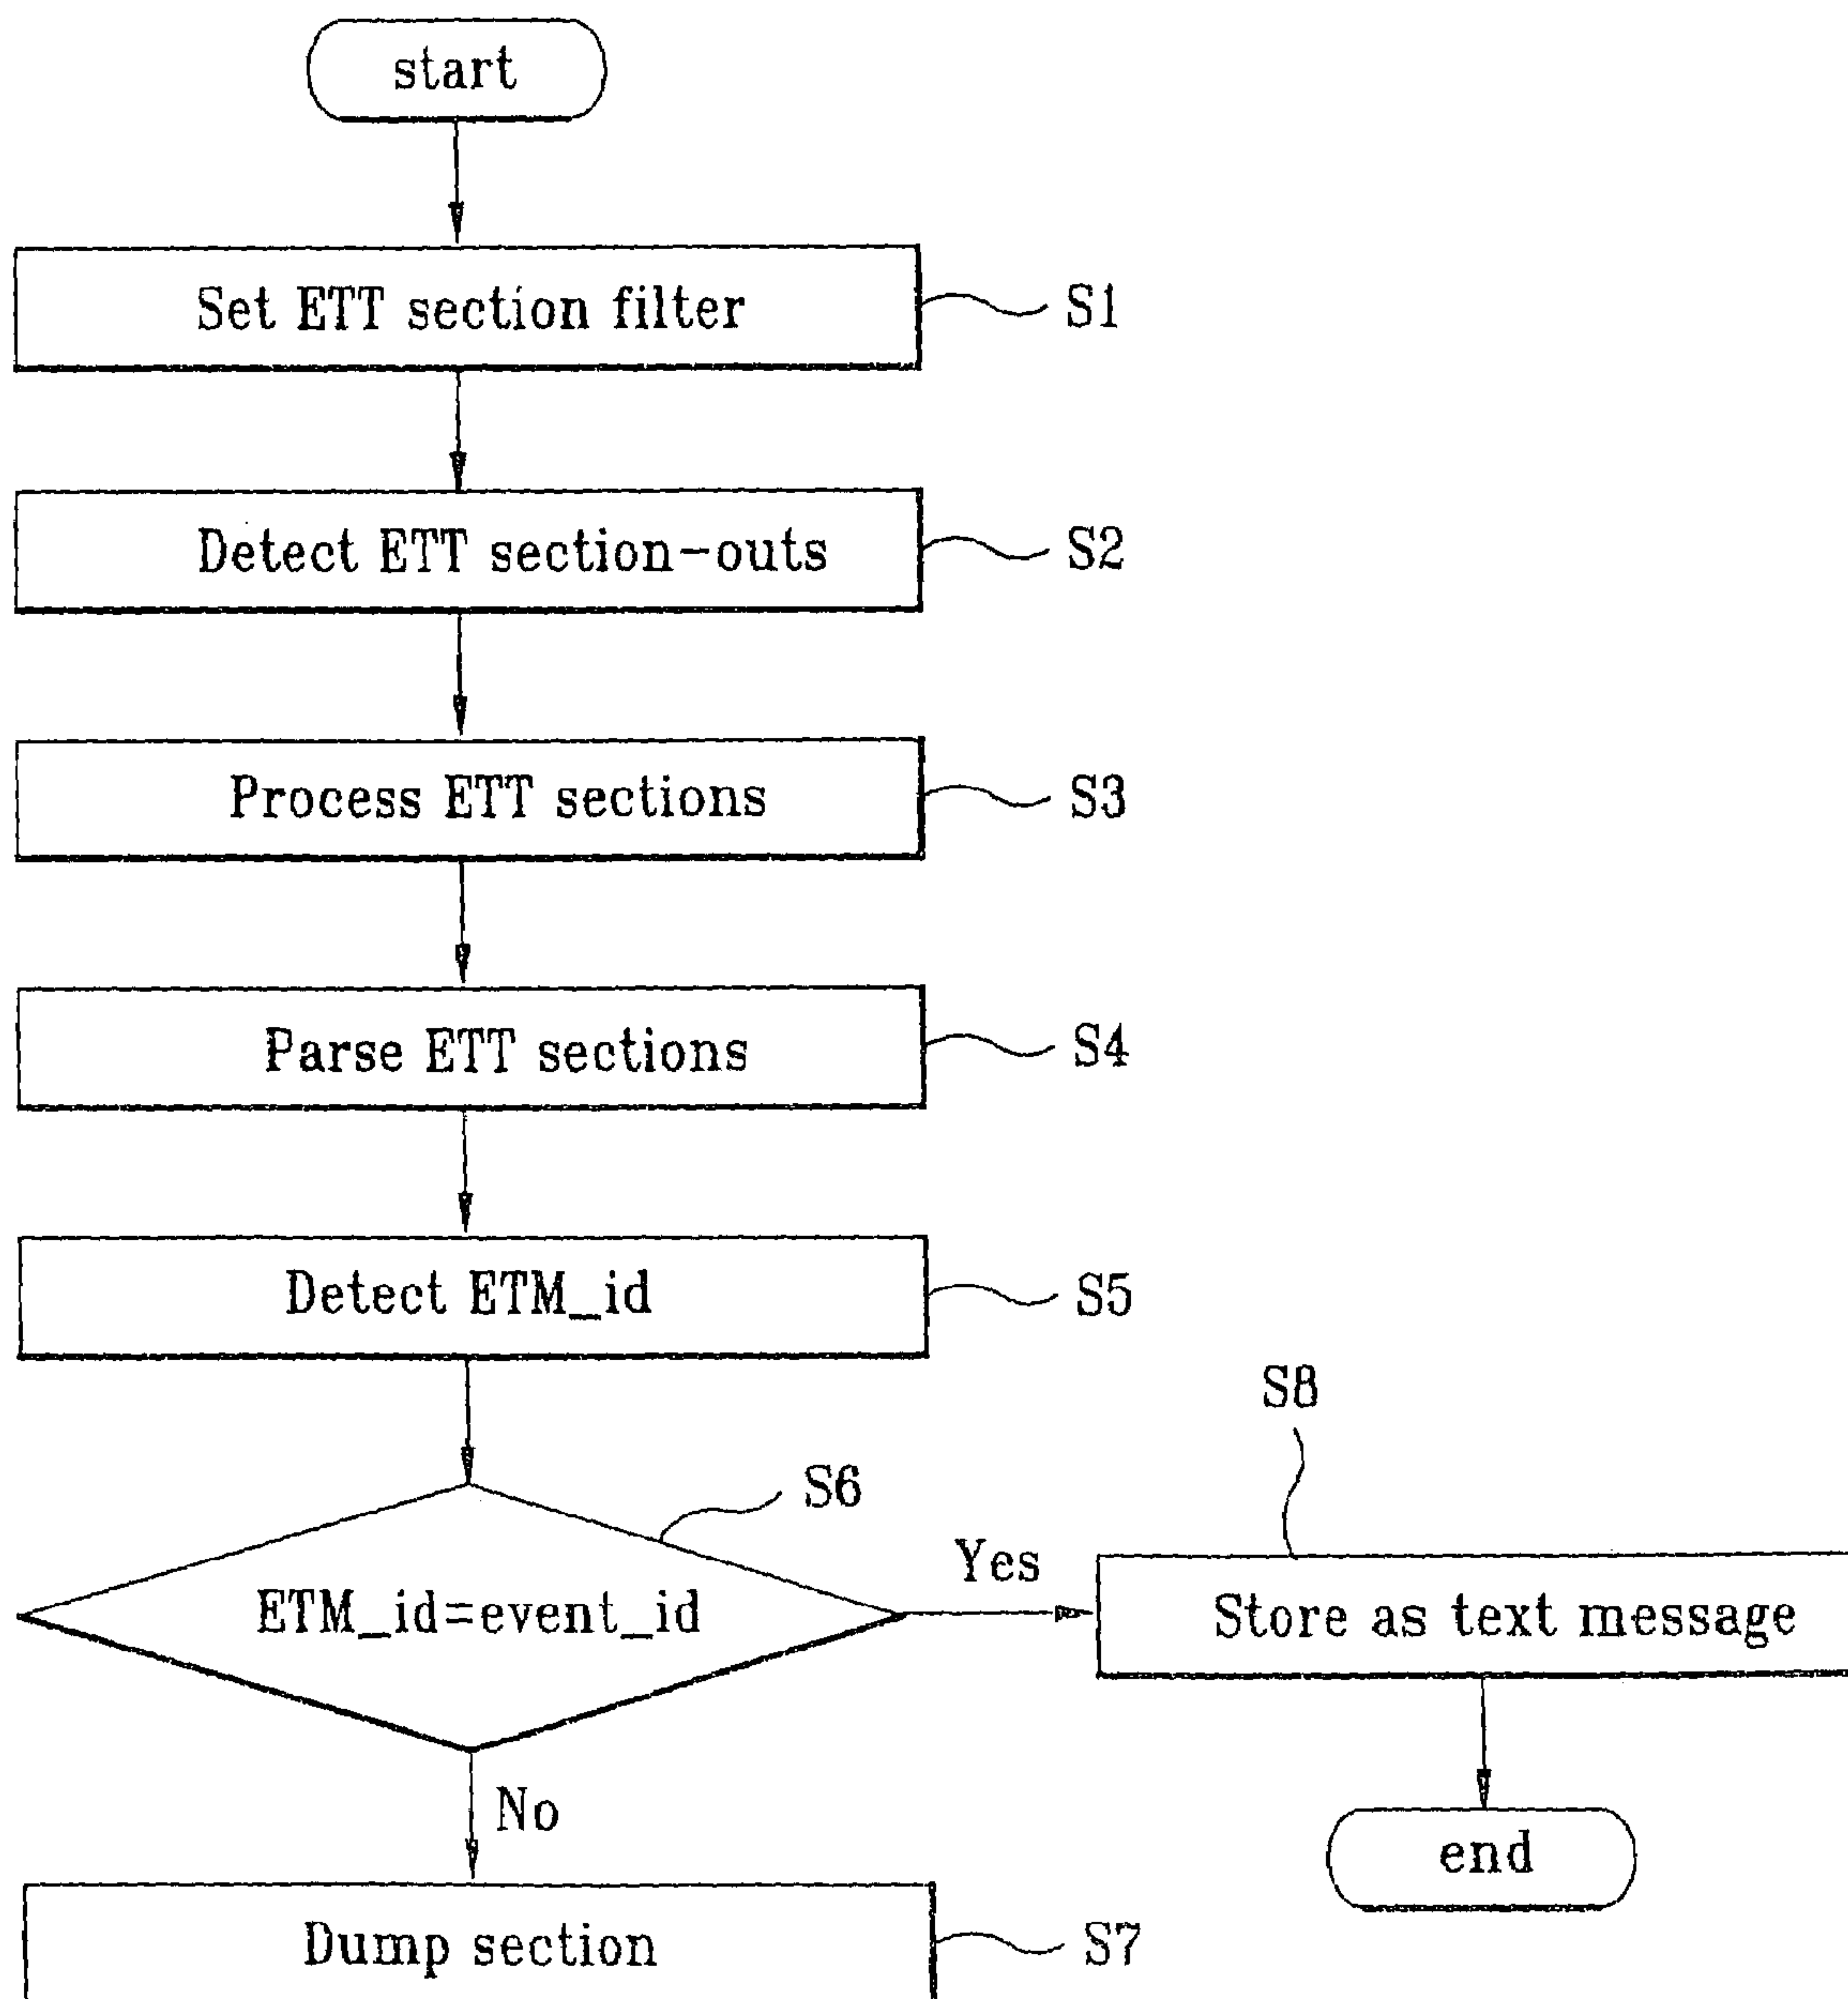 start
Set ETT section filter
S1
Detect ETT section-outs
S2
Process ETT sections
S3
Parse ETT sections
S4
Detect ETM_id
S5
S8
S6
ETM_id=event_id
Yes
Store as text message
No
end
Dump section
S7